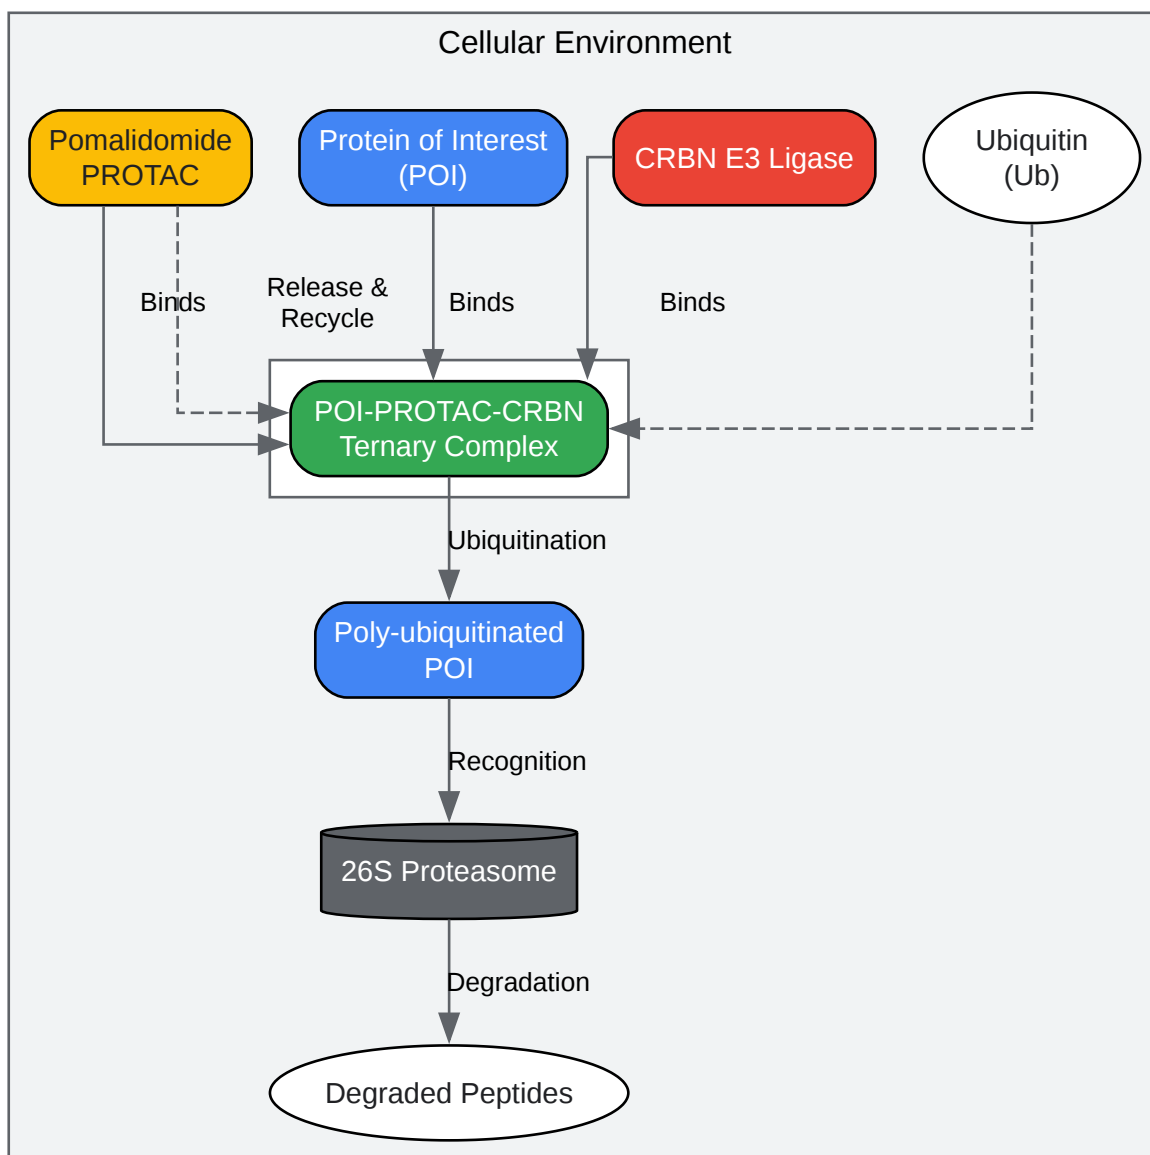 Cellular Environment
Pomalidomide
PROTAC
Protein of Interest
(POI)
CRBN E3 Ligase
Ubiquitin
(Ub)
Binds
Release &
Recycle
Binds
Binds
POI-PROTAC-CRBN
Ternary Complex
Ubiquitination
Poly-ubiquitinated
POI
Recognition
26S Proteasome
Degradation
Degraded Peptides